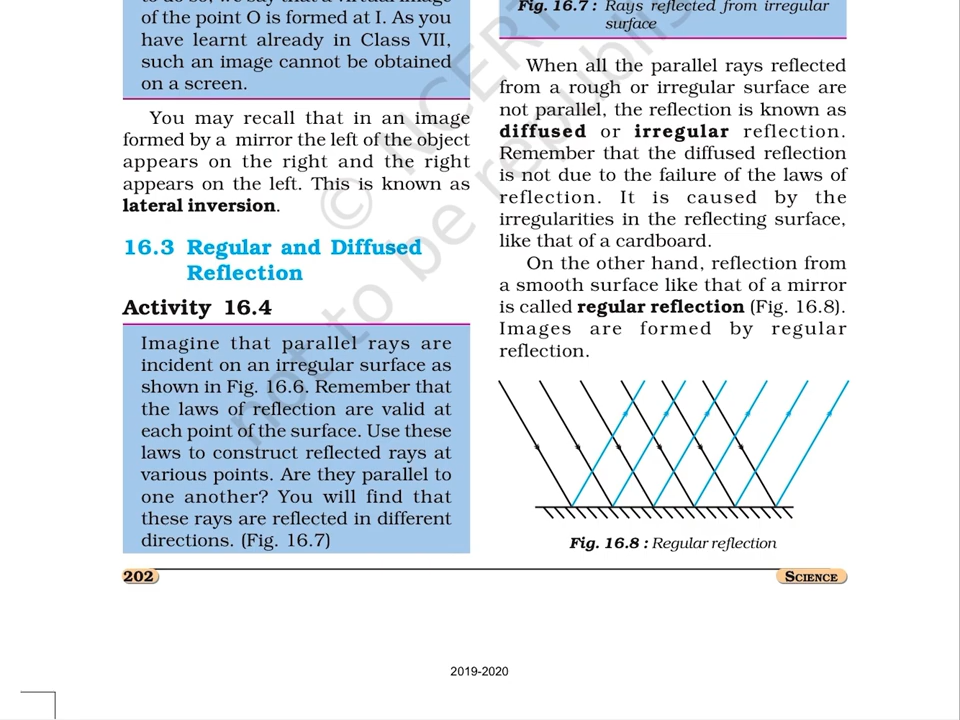 of the point O is formed at I. As you
have learnt already in Class VII,
such an image cannot be obtained
on a screen.
You may recall that in an image
formed by a mirror the left of the object
appears on the right and the right
appears on the left. This is known as
lateral inversion.
16.3 Regular and Diffused
Reflection
Activity 16.4
Imagine that parallel rays are
incident on an irregular surface as
shown in Fig. 16.6. Remember that
the laws of reflection are valid at
each point of the surface. Use these
laws to construct reflected rays at
various points. Are they parallel to
one another? You will find that
these rays are reflected in different
directions. (Fig. 16.7)
Fig. 16.7 : Rays reflected from irregular
surface
When all the parallel rays reflected
from a rough or irregular surface are
not parallel, the reflection is known as
diffused or irregular reflection.
Remember that the diffused reflection
is not due to the failure of the laws of
reflection. It is caused by the
irregularities in the reflecting surface,
like that of a cardboard.
On the other hand, reflection from
a smooth surface like that of a mirror
is called regular reflection (Fig. 16.8).
Images are formed by regular
reflection.
Fig. 16.8 : Regular reflection
202
SCIENCE
2019-2020
© NCERT
not to be republis